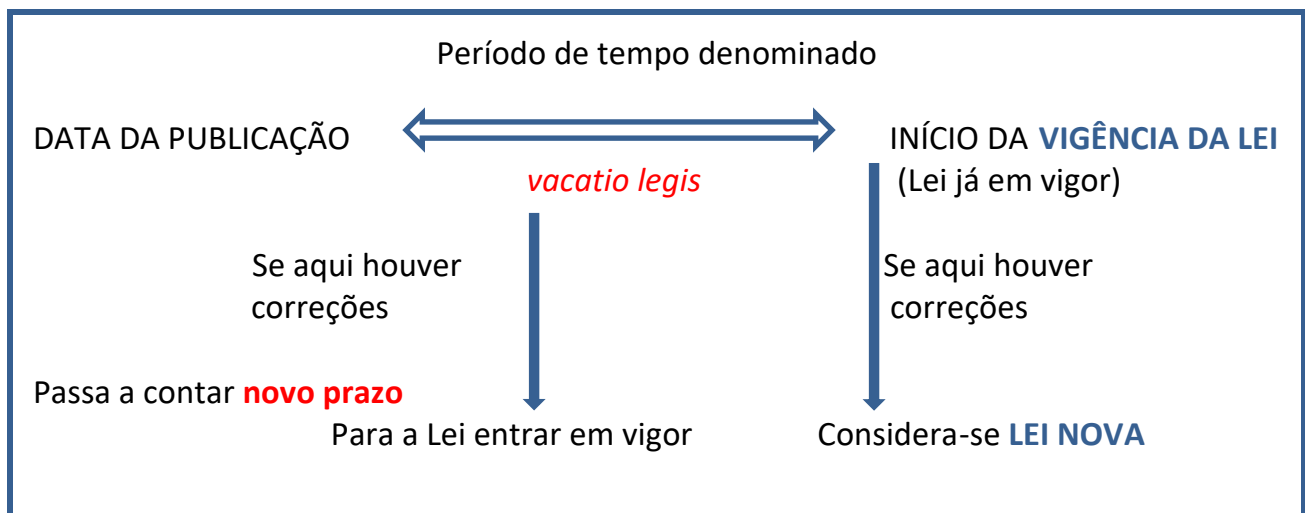 Período de tempo denominado
DATA DA PUBLICAÇÃO INÍCIO DA VIGÊNCIA DA LEI
vacatio legis (Lei já em vigor)
Se aqui houver
correções
Se aqui houver
correções
Passa a contar novo prazo
Para a Lei entrar em vigor Considera-se LEI NOVA